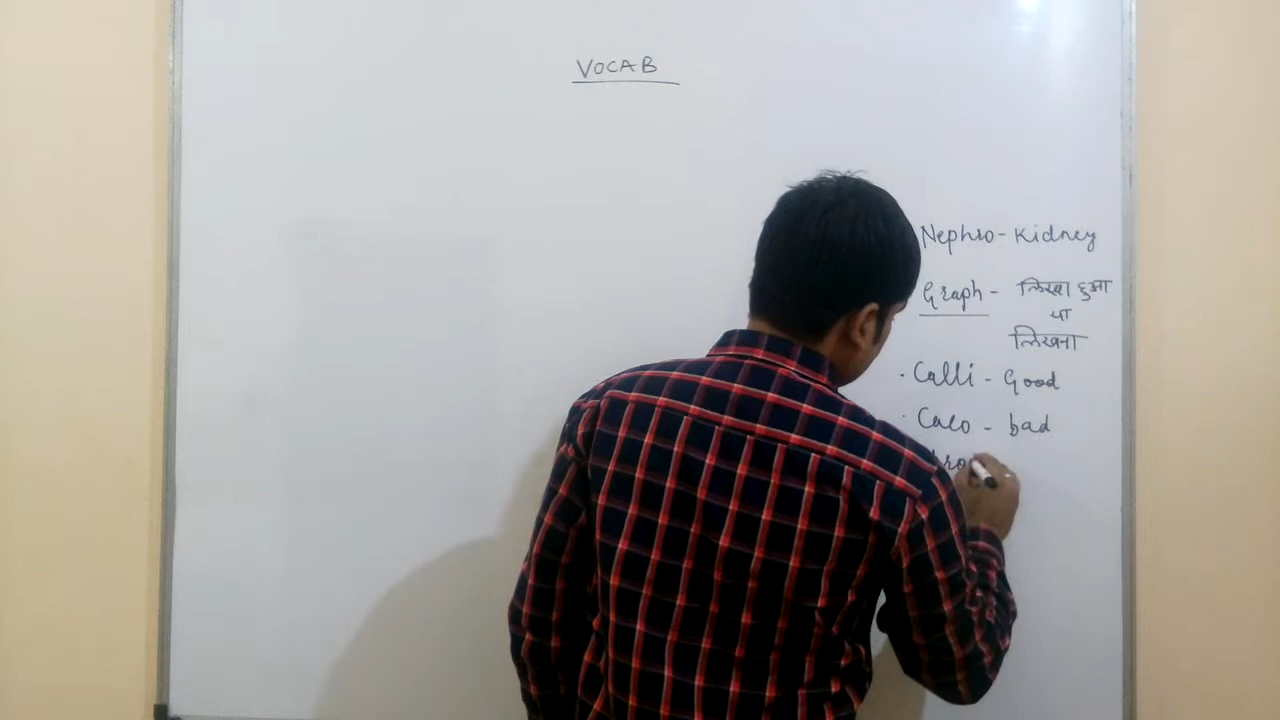 VOCAB
Nephro - Kidney
Graph - लिखा हुआ
या
लिखना
. Calli - Good
. Caco - bad